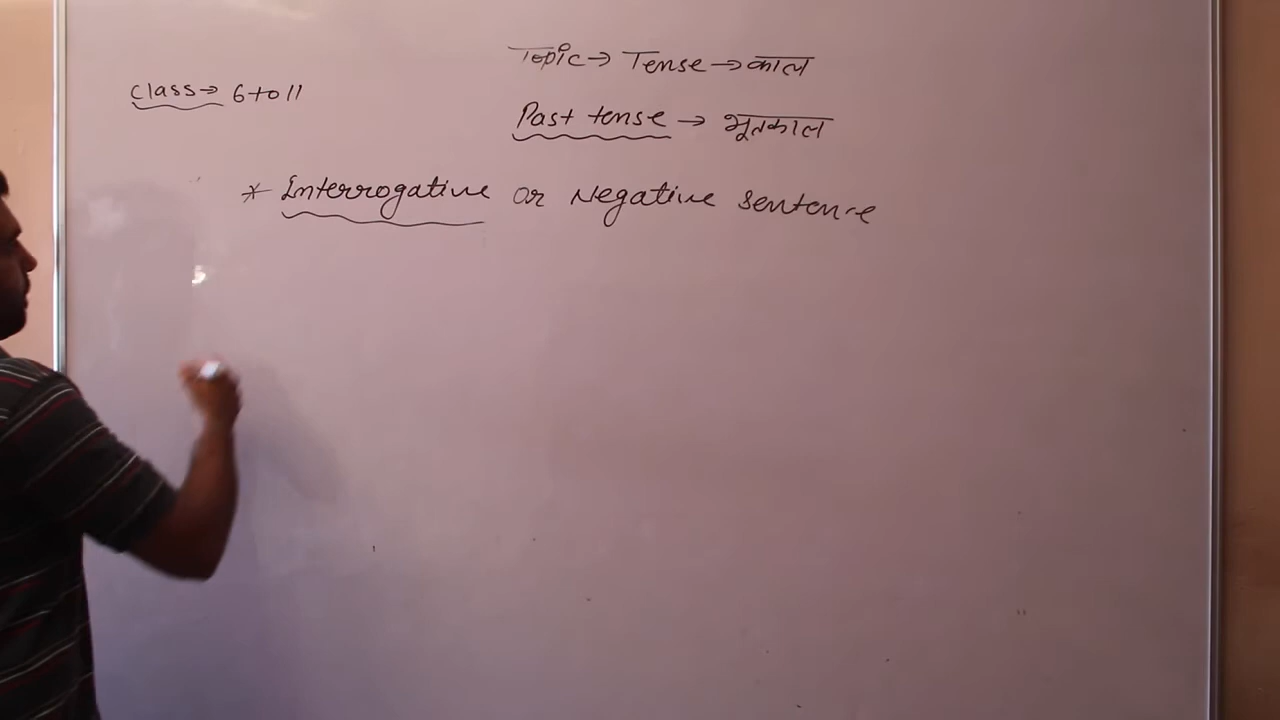 Topic → Tense → काल
Class → 6 to 11
Past tense → भूतकाल
* Interrogative or Negative sentence